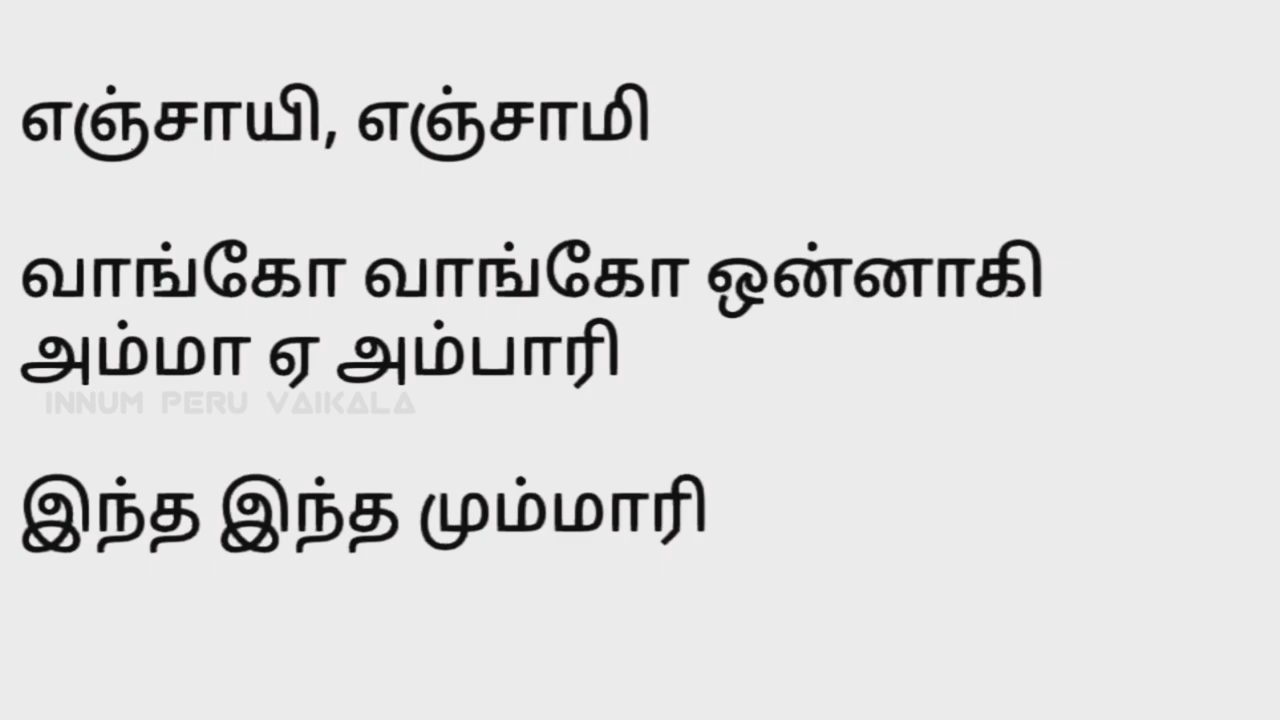 எஞ்சாயி, எஞ்சாமி
வாங்கோ வாங்கோ ஒன்னாகி
அம்மா ஏ அம்பாரி
INNUM PERU VAIKALA
இந்த இந்த மும்மாரி